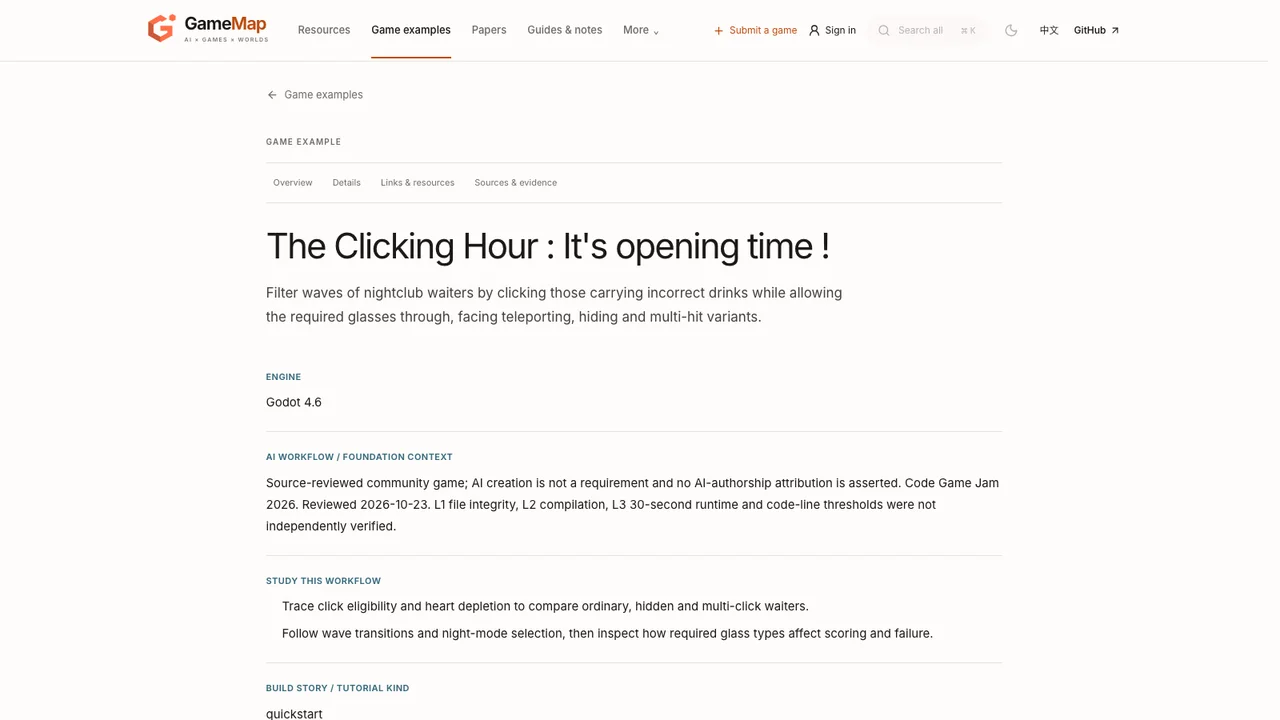 GameMap
AI × GAMES × WORLDS
Resources
Game examples
Papers
Guides & notes
More
+ Submit a game
Sign in
Search all
⌘ K
中文
GitHub ↗
← Game examples
GAME EXAMPLE
Overview
Details
Links & resources
Sources & evidence
The Clicking Hour : It's opening time !
Filter waves of nightclub waiters by clicking those carrying incorrect drinks while allowing
the required glasses through, facing teleporting, hiding and multi-hit variants.
ENGINE
Godot 4.6
AI WORKFLOW / FOUNDATION CONTEXT
Source-reviewed community game; AI creation is not a requirement and no AI-authorship attribution is asserted. Code Game Jam
2026. Reviewed 2026-10-23. L1 file integrity, L2 compilation, L3 30-second runtime and code-line thresholds were not
independently verified.
STUDY THIS WORKFLOW
Trace click eligibility and heart depletion to compare ordinary, hidden and multi-click waiters.
Follow wave transitions and night-mode selection, then inspect how required glass types affect scoring and failure.
BUILD STORY / TUTORIAL KIND
quickstart